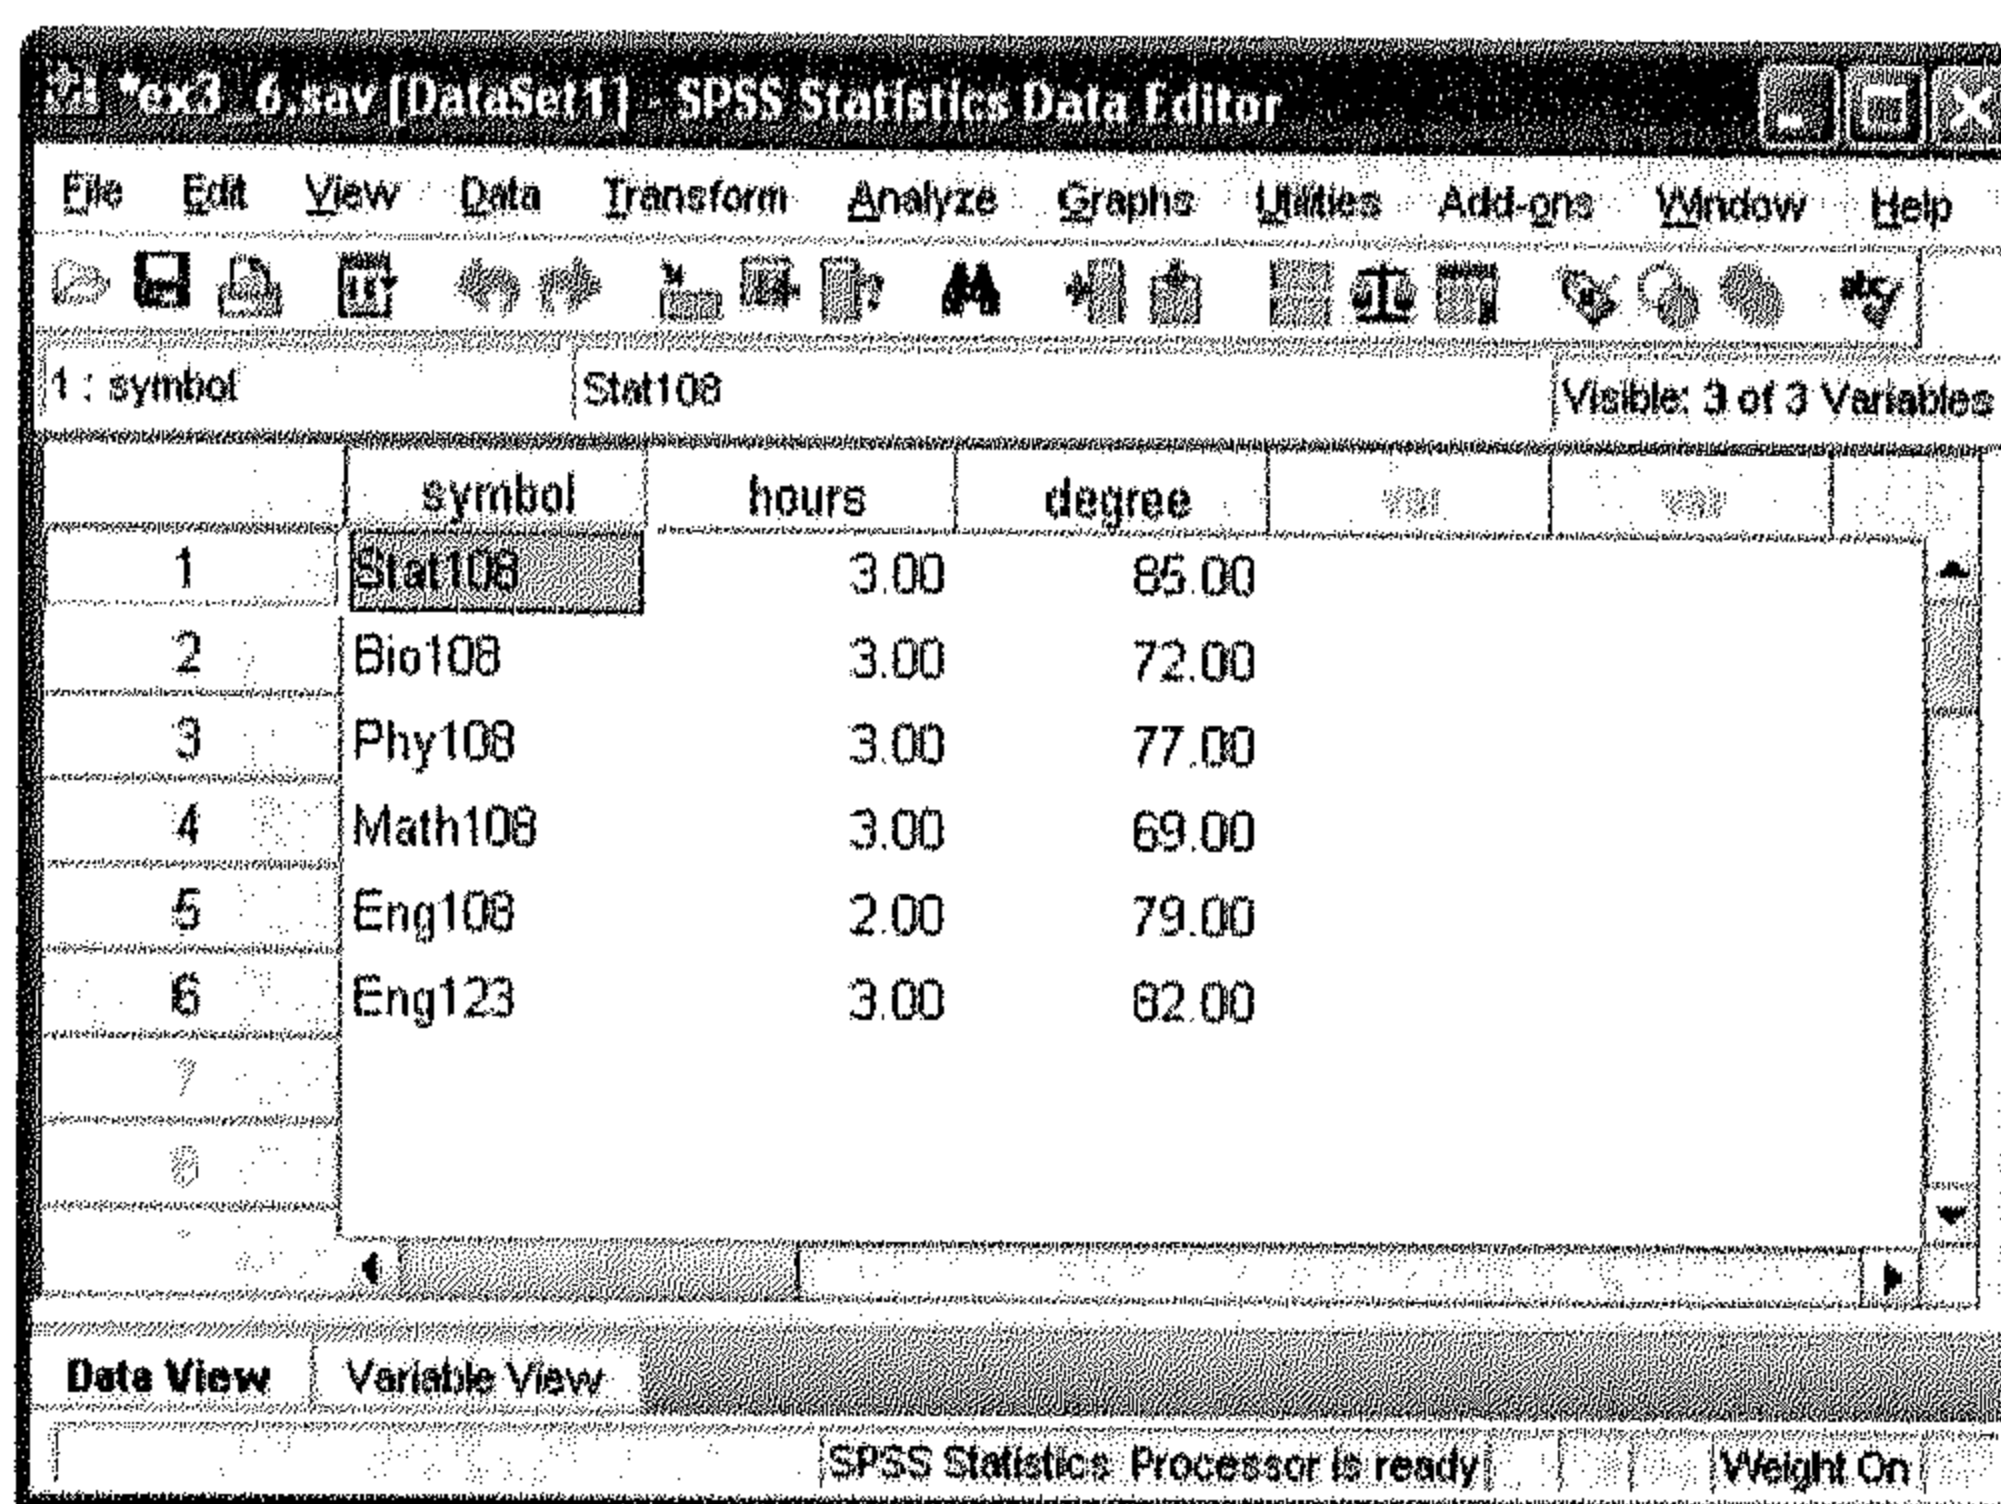 *ex3_6.sav [DataSet1] - SPSS Statistics Data Editor
File Edit View Data Transform Analyze Graphs Utilities Add-ons Window Help
1 : symbol Stat108 Visible: 3 of 3 Variables
symbol hours degree var var
1 Stat108 3.00 85.00
2 Bio108 3.00 72.00
3 Phy108 3.00 77.00
4 Math108 3.00 69.00
5 Eng108 2.00 79.00
6 Eng123 3.00 82.00
7
8
Data View Variable View
SPSS Statistics Processor is ready Weight On